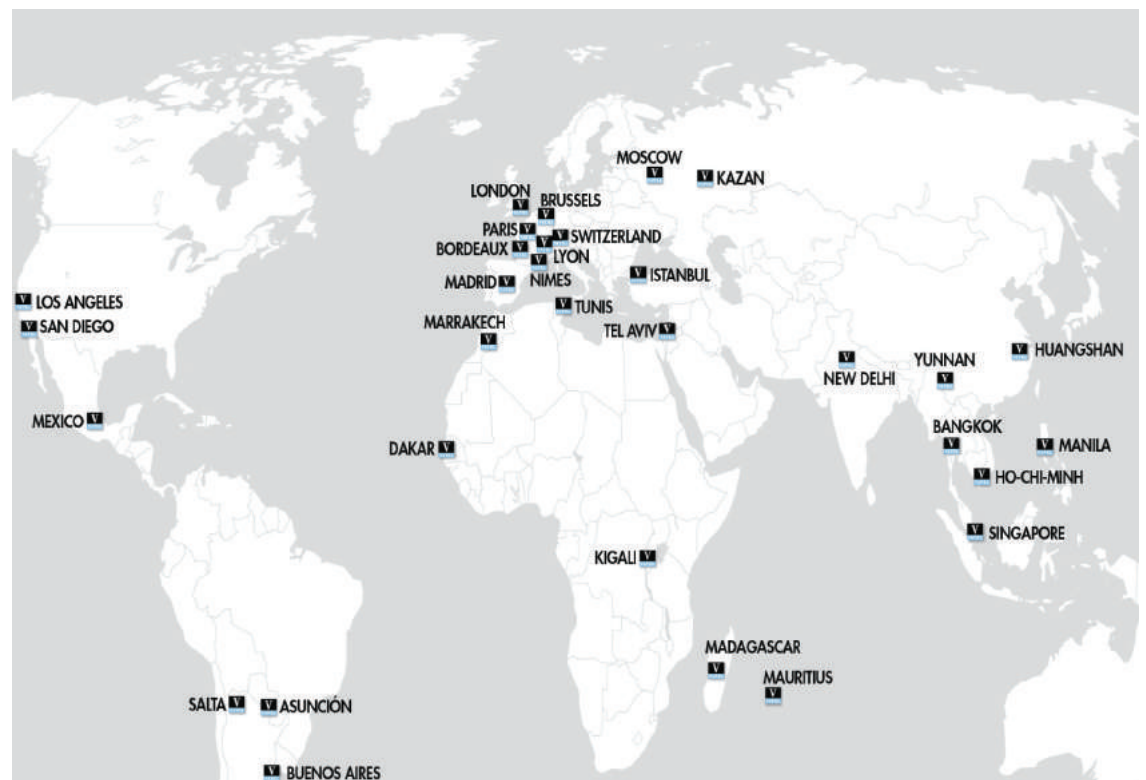 MOSCOW
KAZAN
LONDON
BRUSSELS
PARIS
SWITZERLAND
BORDEAUX
LYON
NIMES
MADRID
ISTANBUL
LOS ANGELES
TUNIS
SAN DIEGO
MARRAKECH
TEL AVIV
HUANGSHAN
YUNNAN
NEW DELHI
MEXICO
BANGKOK
DAKAR
MANILA
HO-CHI-MINH
SINGAPORE
KIGALI
MADAGASCAR
MAURITIUS
SALTA
ASUNCIÓN
BUENOS AIRES